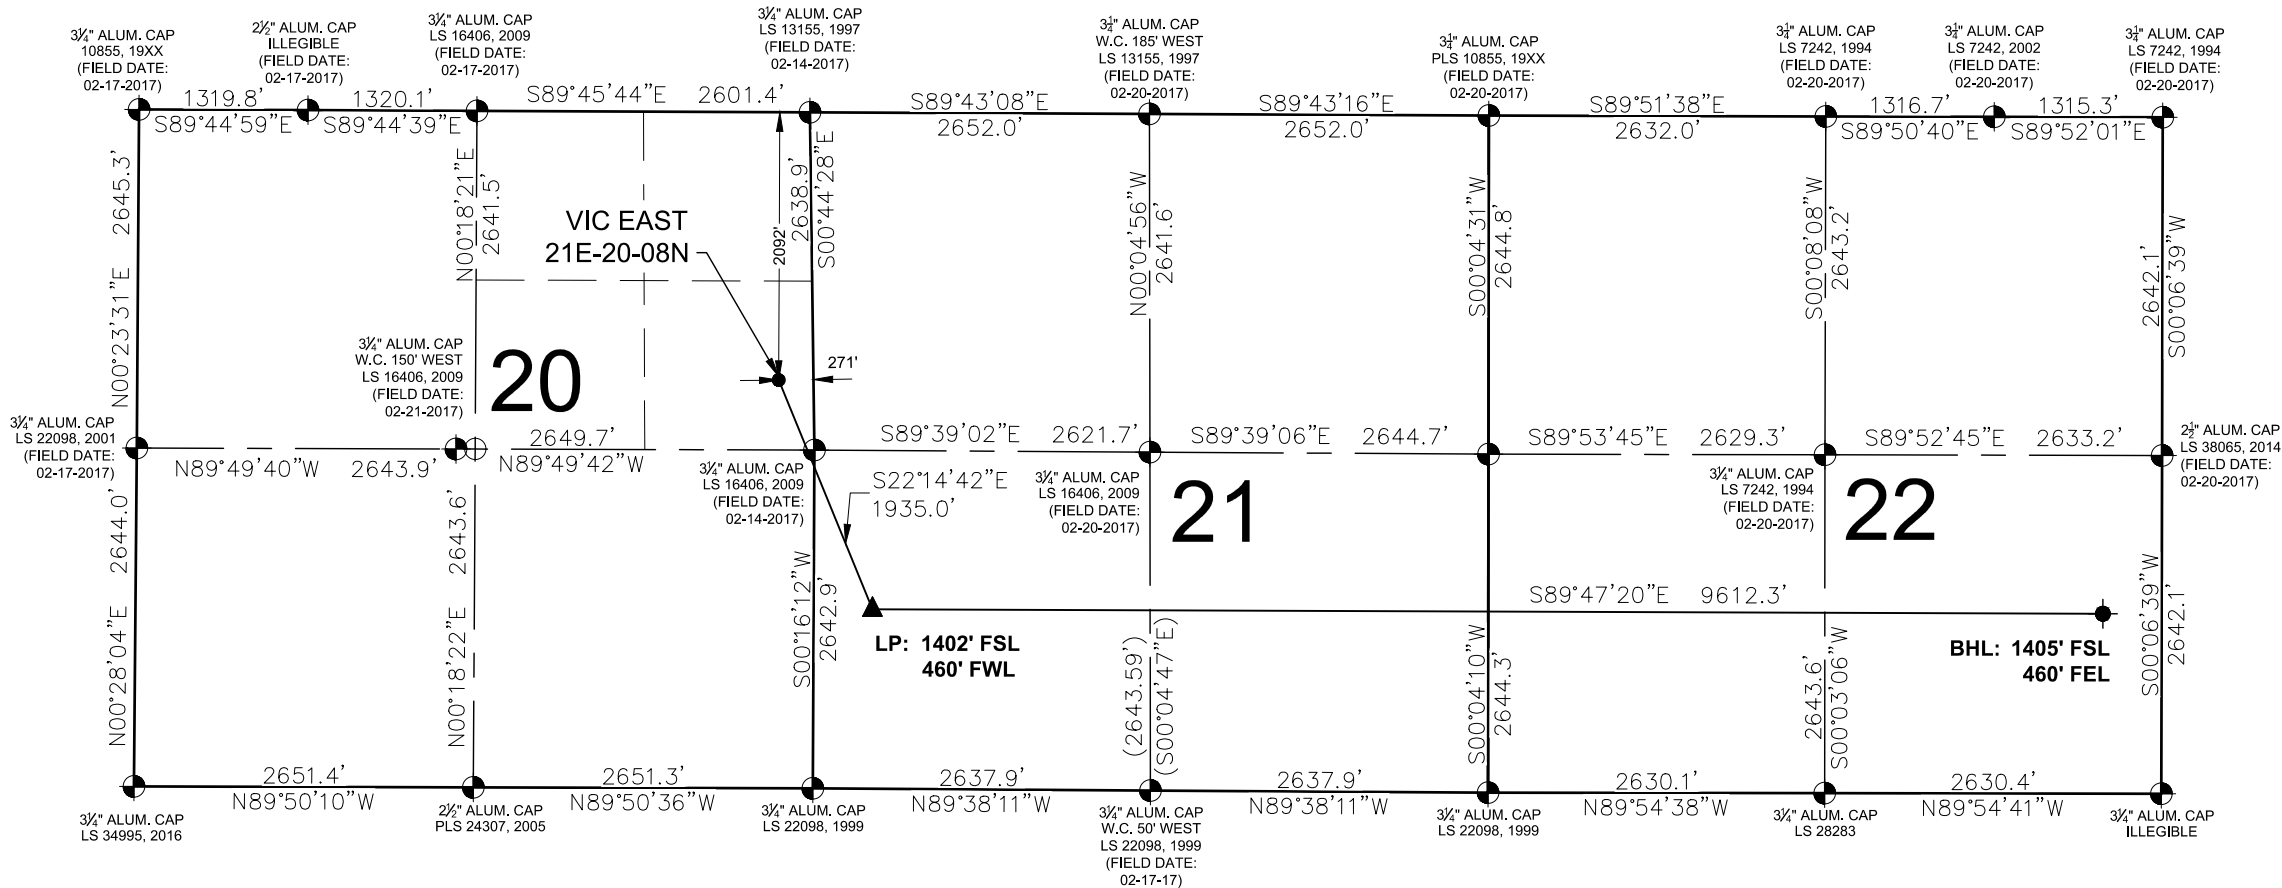 3¼" ALUM. CAP
10855, 19XX
(FIELD DATE:
02-17-2017)
2½" ALUM. CAP
ILLEGIBLE
(FIELD DATE:
02-17-2017)
3¼" ALUM. CAP
LS 16406, 2009
(FIELD DATE:
02-17-2017)
3¼" ALUM. CAP
LS 13155, 1997
(FIELD DATE:
02-14-2017)
3¼" ALUM. CAP
W.C. 185' WEST
LS 13155, 1997
(FIELD DATE:
02-20-2017)
3¼" ALUM. CAP
PLS 10855, 19XX
(FIELD DATE:
02-20-2017)
3¼" ALUM. CAP
LS 7242, 1994
(FIELD DATE:
02-20-2017)
3¼" ALUM. CAP
LS 7242, 2002
(FIELD DATE:
02-20-2017)
3¼" ALUM. CAP
LS 7242, 1994
(FIELD DATE:
02-20-2017)
1319.8'
S89°44'59"E
1320.1'
S89°44'39"E
S89°45'44"E 2601.4'
S89°43'08"E
2652.0'
S89°43'16"E
2652.0'
S89°51'38"E
2632.0'
1316.7'
S89°50'40"E
1315.3'
S89°52'01"E
N00°23'31"E 2645.3'
N00°18'21"E
2641.5'
2638.9'
S00°44'28"E
N00°04'56"W
2641.6'
S00°04'31"W
2644.8'
S00°08'08"W
2643.2'
2642.1'
S00°06'39"W
VIC EAST
21E-20-08N
2092'
271'
3¼" ALUM. CAP
W.C. 150' WEST
LS 16406, 2009
(FIELD DATE:
02-21-2017)
20
3¼" ALUM. CAP
LS 22098, 2001
(FIELD DATE:
02-17-2017)
N89°49'40"W 2643.9'
2649.7'
N89°49'42"W
S89°39'02"E 2621.7'
S89°39'06"E 2644.7'
S89°53'45"E 2629.3'
S89°52'45"E 2633.2'
2½" ALUM. CAP
LS 38065, 2014
(FIELD DATE:
02-20-2017)
3¼" ALUM. CAP
LS 16406, 2009
(FIELD DATE:
02-14-2017)
S22°14'42"E
1935.0'
3¼" ALUM. CAP
LS 16406, 2009
(FIELD DATE:
02-20-2017)
21
3¼" ALUM. CAP
LS 7242, 1994
(FIELD DATE:
02-20-2017)
22
N00°28'04"E 2644.0'
N00°18'22"E 2643.6'
S00°16'12"W
2642.9'
(2643.59')
(S00°04'47"E)
S00°04'10"W
2644.3'
2643.6'
S00°03'06"W
S00°06'39"W
2642.1'
S89°47'20"E 9612.3'
LP: 1402' FSL
460' FWL
BHL: 1405' FSL
460' FEL
2651.4'
N89°50'10"W
2651.3'
N89°50'36"W
2637.9'
N89°38'11"W
2637.9'
N89°38'11"W
2630.1'
N89°54'38"W
2630.4'
N89°54'41"W
3¼" ALUM. CAP
LS 34995, 2016
2½" ALUM. CAP
PLS 24307, 2005
3¼" ALUM. CAP
LS 22098, 1999
3¼" ALUM. CAP
W.C. 50' WEST
LS 22098, 1999
(FIELD DATE:
02-17-17)
3¼" ALUM. CAP
LS 22098, 1999
3¼" ALUM. CAP
LS 28283
3¼" ALUM. CAP
ILLEGIBLE